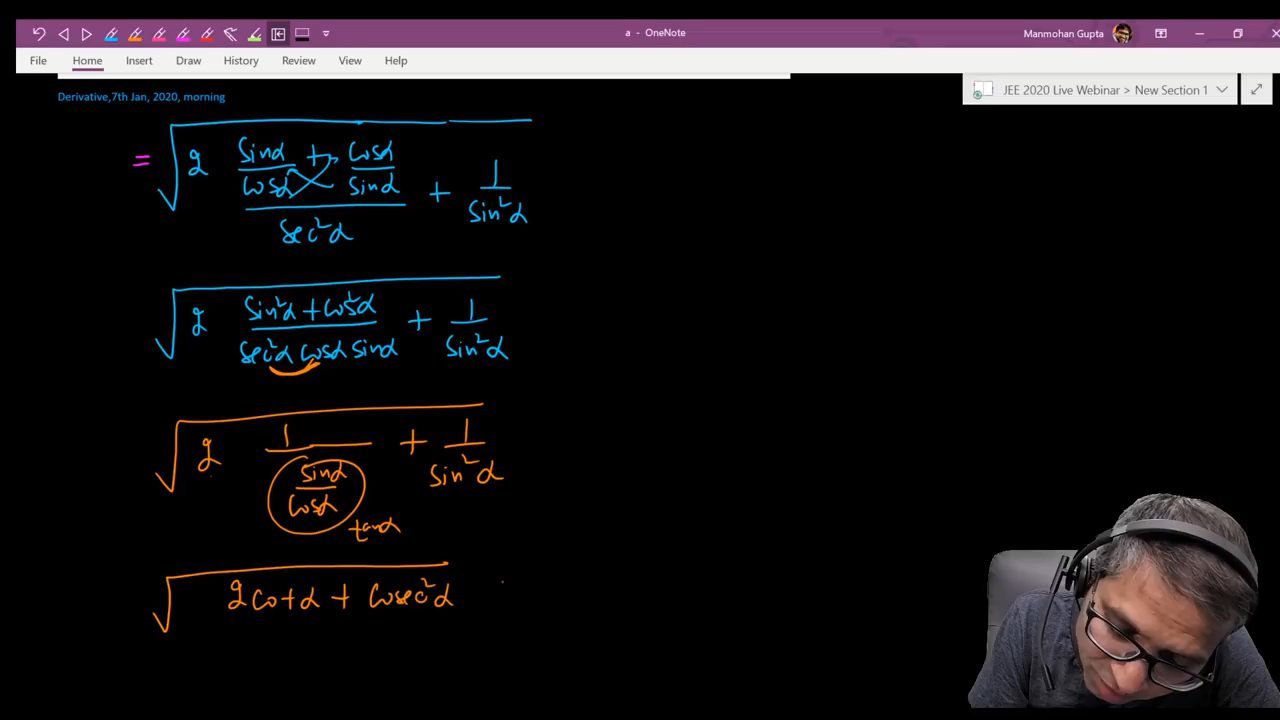 a - OneNote
Manmohan Gupta
File Home Insert Draw History Review View Help
JEE 2020 Live Webinar > New Section 1
Derivative,7th Jan, 2020, morning
= √(2 (sinα/cosα + cosα/sinα)/sec²α + 1/sin²α)
√(2 (sin²α + cos²α)/(sec²α cosα sinα) + 1/sin²α)
√(2 1/(sinα/cosα) + 1/sin²α)
tanα
√(2cotα + cosec²α)